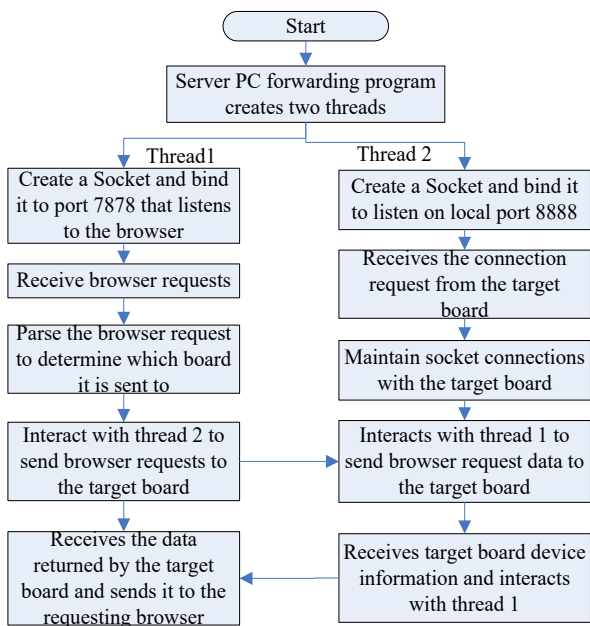 Start
Server PC forwarding program
creates two threads
Thread1
Thread 2
Create a Socket and bind
it to port 7878 that listens
to the browser
Create a Socket and bind it
to listen on local port 8888
Receive browser requests
Receives the connection
request from the target
board
Parse the browser request
to determine which board
it is sent to
Maintain socket connections
with the target board
Interact with thread 2 to
send browser requests to
the target board
Interacts with thread 1 to
send browser request data to
the target board
Receives the data
returned by the target
board and sends it to the
requesting browser
Receives target board device
information and interacts
with thread 1